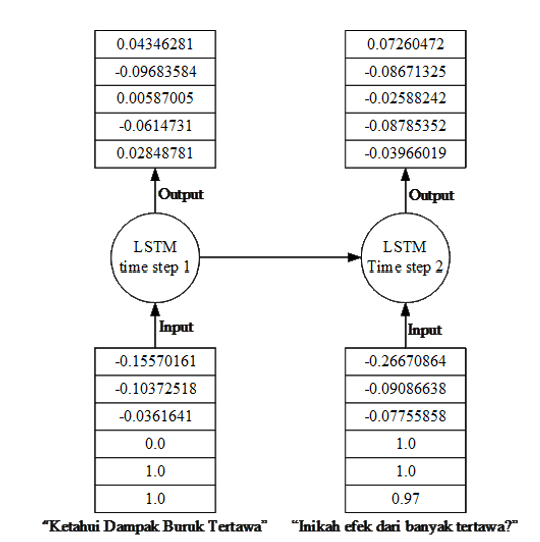 0.04346281
-0.09683584
0.00587005
-0.0614731
0.02848781
Output
LSTM
time step 1
Input
-0.15570161
-0.10372518
-0.0361641
0.0
1.0
1.0
“Ketahui Dampak Buruk Tertawa”
0.07260472
-0.08671325
-0.02588242
-0.08785352
-0.03966019
Output
LSTM
Time step 2
Input
-0.26670864
-0.09086638
-0.07755858
1.0
1.0
0.97
“Inikah efek dari banyak tertawa?”